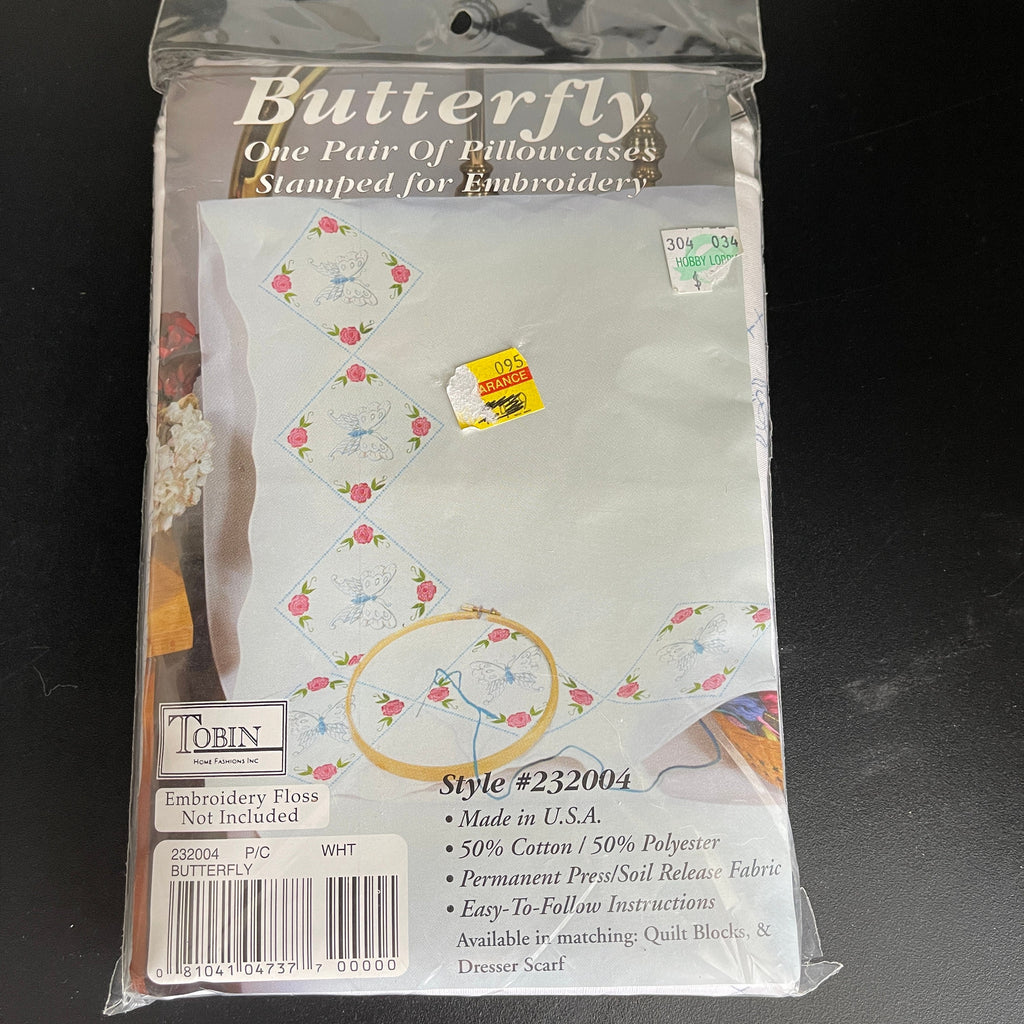 Butterfly
One Pair Of Pillowcases
Stamped for Embroidery
304 034
HOBBY LOBBY
$
095
ARANCE
TOBIN
HOME FASHIONS INC
Embroidery Floss
Not Included
232004 P/C WHT
BUTTERFLY
0 81041 04737 7 00000
Style #232004
• Made in U.S.A.
• 50% Cotton / 50% Polyester
• Permanent Press/Soil Release Fabric
• Easy-To-Follow Instructions
Available in matching: Quilt Blocks, &
Dresser Scarf